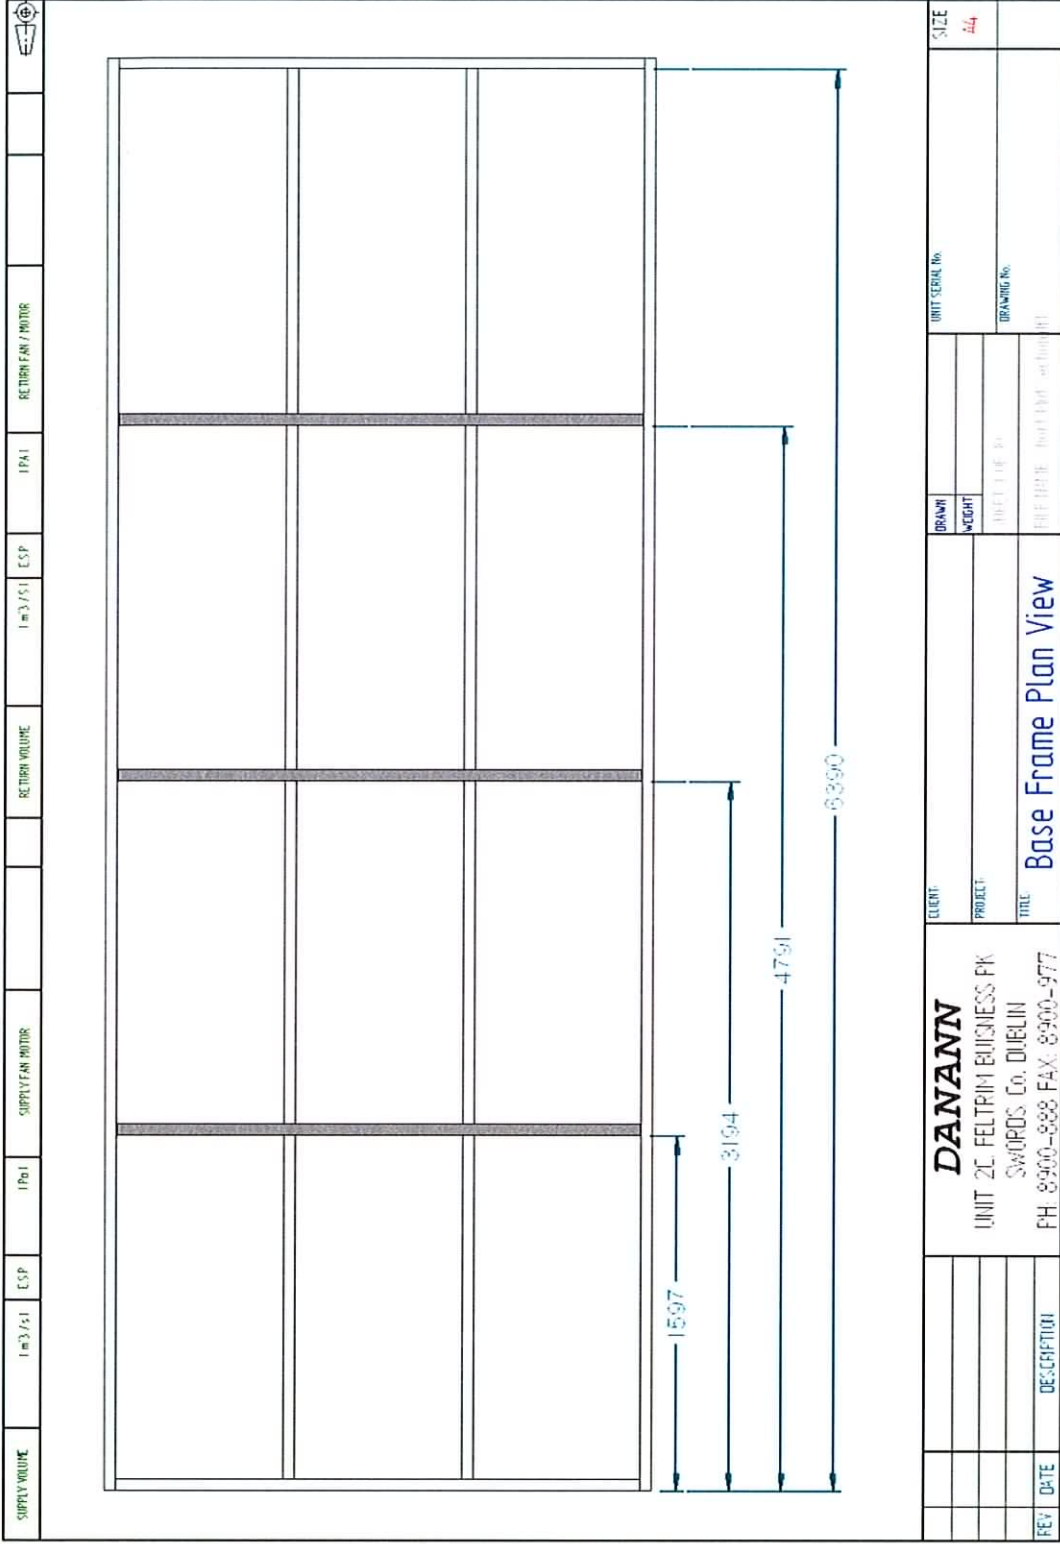 SUPPLY VOLUME
[m3/s]
ESP
[Pa]
SUPPLY FAN MOTOR
RETURN VOLUME
[m3/s]
ESP
[PA]
RETURN FAN / MOTOR
1597
3194
4791
6390
REV
DATE
DESCRIPTION
DANANN
UNIT 2C FELTRIM BUISNESS PK
SWORDS Co. DUBLIN
PH: 8900-888 FAX: 8900-977
CLIENT:
PROJECT:
TITLE:
Base Frame Plan View
DRAWN
WEIGHT
UNIT SERIAL No.
DRAWING No.
SIZE
A4